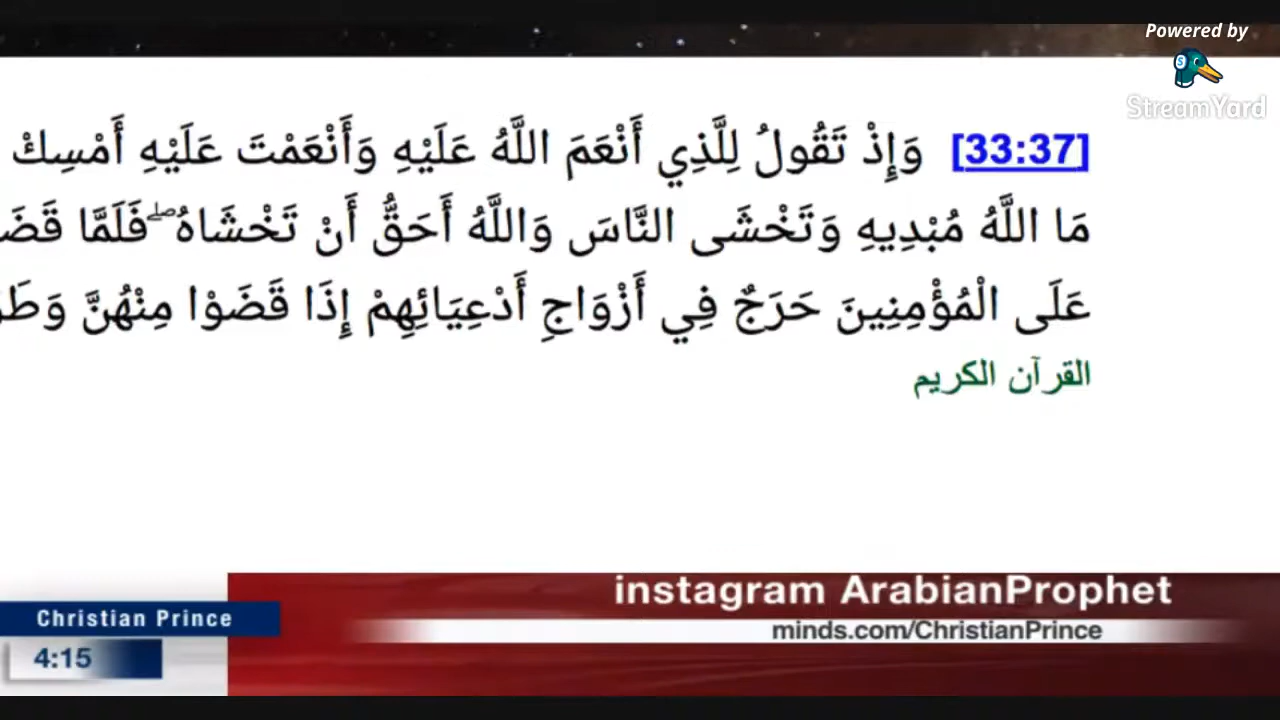 Powered by
StreamYard
[33:37] وَإِذْ تَقُولُ لِلَّذِي أَنْعَمَ اللَّهُ عَلَيْهِ وَأَنْعَمْتَ عَلَيْهِ أَمْسِكْ
مَا اللَّهُ مُبْدِيهِ وَتَخْشَى النَّاسَ وَاللَّهُ أَحَقُّ أَنْ تَخْشَاهُ ۖ فَلَمَّا
عَلَى الْمُؤْمِنِينَ حَرَجٌ فِي أَزْوَاجِ أَدْعِيَائِهِمْ إِذَا قَضَوْا مِنْهُنَّ
القرآن الكريم
instagram ArabianProphet
Christian Prince
minds.com/ChristianPrince
4:15